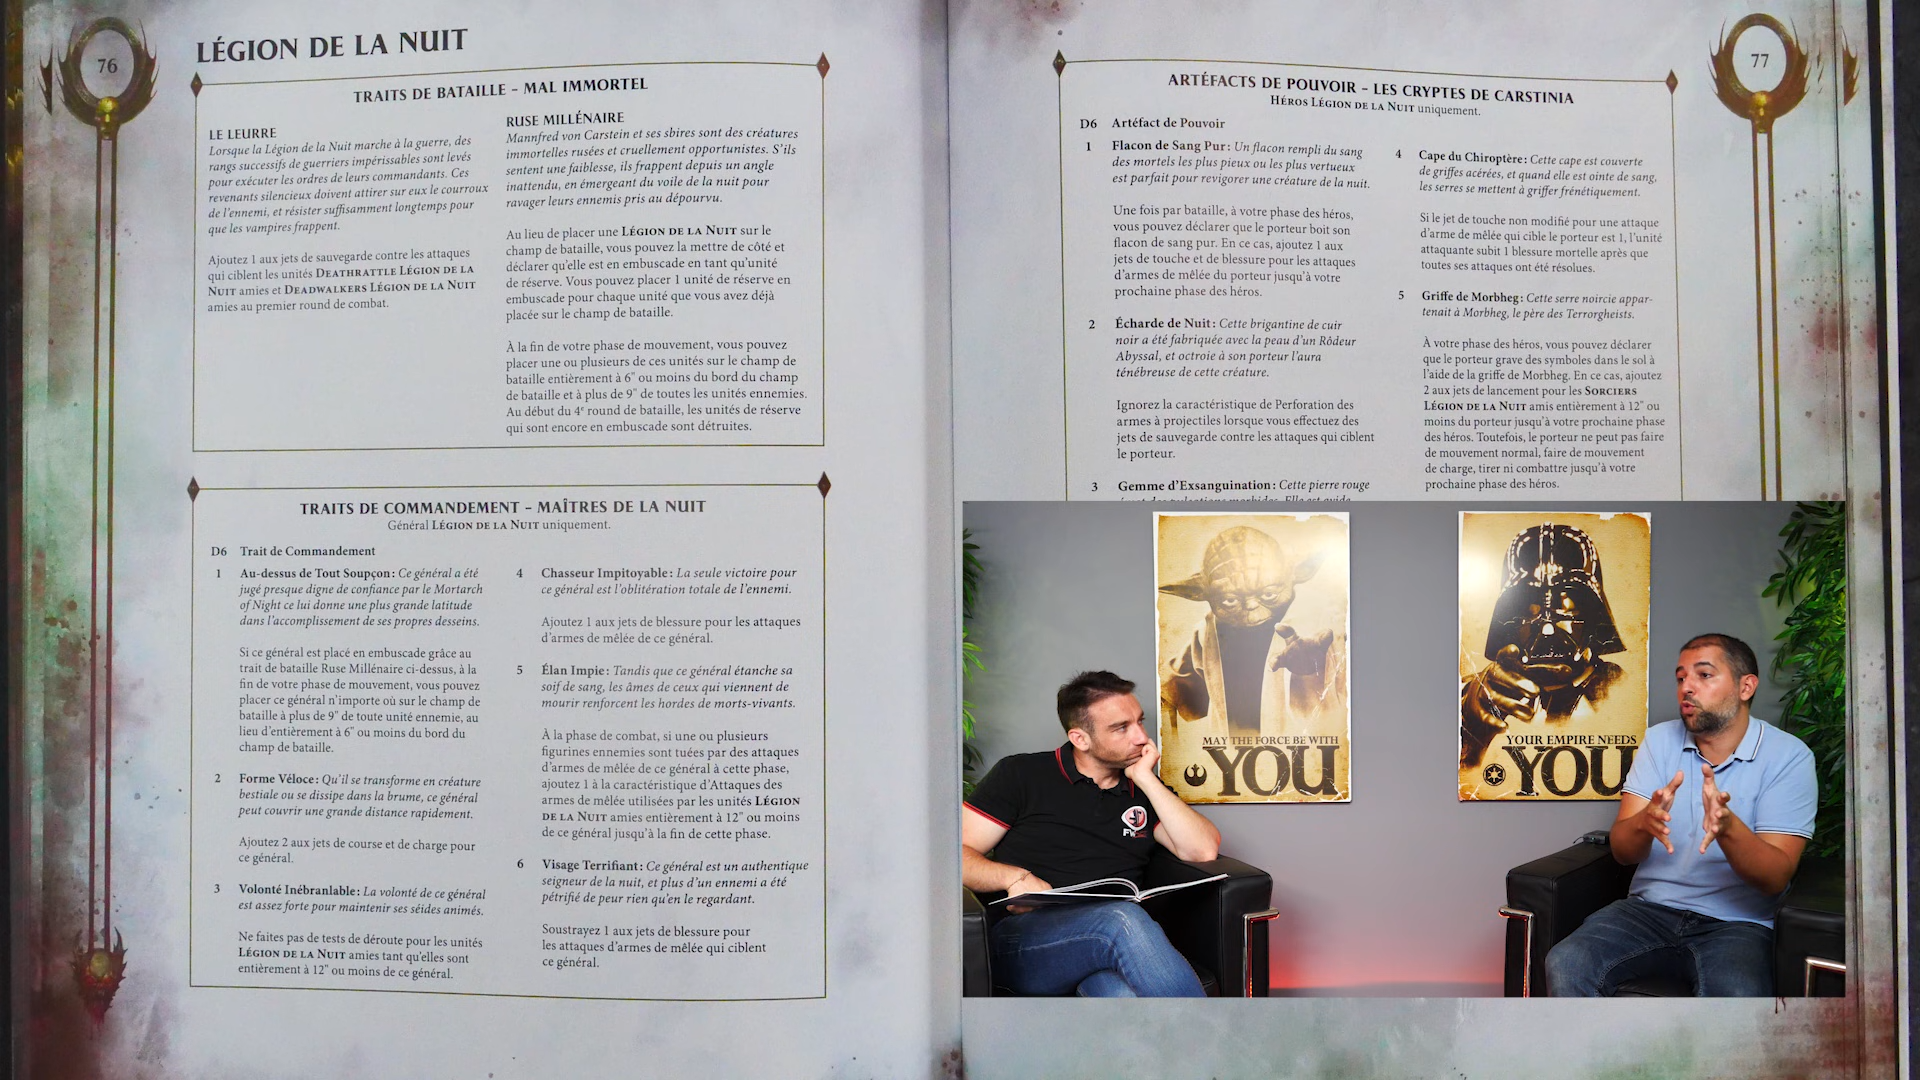 76
LÉGION DE LA NUIT
TRAITS DE BATAILLE – MAL IMMORTEL
LE LEURRE
Lorsque la Légion de la Nuit marche à la guerre, des
rangs successifs de guerriers impérissables sont levés
pour exécuter les ordres de leurs commandants. Ces
revenants silencieux doivent attirer sur eux le courroux
de l'ennemi, et résister suffisamment longtemps pour
que les vampires frappent.
Ajoutez 1 aux jets de sauvegarde contre les attaques
qui ciblent les unités DEATHRATTLE LÉGION DE LA
NUIT amies et DEADWALKERS LÉGION DE LA NUIT
amies au premier round de combat.
RUSE MILLÉNAIRE
Mannfred von Carstein et ses sbires sont des créatures
immortelles rusées et cruellement opportunistes. S'ils
sentent une faiblesse, ils frappent depuis un angle
inattendu, en émergeant du voile de la nuit pour
ravager leurs ennemis pris au dépourvu.
Au lieu de placer une LÉGION DE LA NUIT sur le
champ de bataille, vous pouvez la mettre de côté et
déclarer qu'elle est en embuscade en tant qu'unité
de réserve. Vous pouvez placer 1 unité de réserve en
embuscade pour chaque unité que vous avez déjà
placée sur le champ de bataille.
À la fin de votre phase de mouvement, vous pouvez
placer une ou plusieurs de ces unités sur le champ de
bataille entièrement à 6" ou moins du bord du champ
de bataille et à plus de 9" de toutes les unités ennemies.
Au début du 4e round de bataille, les unités de réserve
qui sont encore en embuscade sont détruites.
TRAITS DE COMMANDEMENT – MAÎTRES DE LA NUIT
Général LÉGION DE LA NUIT uniquement.
D6 Trait de Commandement
1 Au-dessus de Tout Soupçon : Ce général a été
jugé presque digne de confiance par le Mortarch
of Night ce lui donne une plus grande latitude
dans l'accomplissement de ses propres desseins.
Si ce général est placé en embuscade grâce au
trait de bataille Ruse Millénaire ci-dessus, à la
fin de votre phase de mouvement, vous pouvez
placer ce général n'importe où sur le champ de
bataille à plus de 9" de toute unité ennemie, au
lieu d'entièrement à 6" ou moins du bord du
champ de bataille.
2 Forme Véloce : Qu'il se transforme en créature
bestiale ou se dissipe dans la brume, ce général
peut couvrir une grande distance rapidement.
Ajoutez 2 aux jets de course et de charge pour
ce général.
3 Volonté Inébranlable : La volonté de ce général
est assez forte pour maintenir ses séides animés.
Ne faites pas de tests de déroute pour les unités
LÉGION DE LA NUIT amies tant qu'elles sont
entièrement à 12" ou moins de ce général.
4 Chasseur Impitoyable : La seule victoire pour
ce général est l'oblitération totale de l'ennemi.
Ajoutez 1 aux jets de blessure pour les attaques
d'armes de mêlée de ce général.
5 Élan Impie : Tandis que ce général étanche sa
soif de sang, les âmes de ceux qui viennent de
mourir renforcent les hordes de morts-vivants.
À la phase de combat, si une ou plusieurs
figurines ennemies sont tuées par des attaques
d'armes de mêlée de ce général à cette phase,
ajoutez 1 à la caractéristique d'Attaques des
armes de mêlée utilisées par les unités LÉGION
DE LA NUIT amies entièrement à 12" ou moins
de ce général jusqu'à la fin de cette phase.
6 Visage Terrifiant : Ce général est un authentique
seigneur de la nuit, et plus d'un ennemi a été
pétrifié de peur rien qu'en le regardant.
Soustrayez 1 aux jets de blessure pour
les attaques d'armes de mêlée qui ciblent
ce général.
77
ARTÉFACTS DE POUVOIR – LES CRYPTES DE CARSTINIA
HÉROS LÉGION DE LA NUIT uniquement.
D6 Artéfact de Pouvoir
1 Flacon de Sang Pur : Un flacon rempli du sang
des mortels les plus pieux ou les plus vertueux
est parfait pour revigorer une créature de la nuit.
Une fois par bataille, à votre phase des héros,
vous pouvez déclarer que le porteur boit son
flacon de sang pur. En ce cas, ajoutez 1 aux
jets de touche et de blessure pour les attaques
d'armes de mêlée du porteur jusqu'à votre
prochaine phase des héros.
2 Écharde de Nuit : Cette brigantine de cuir
noir a été fabriquée avec la peau d'un Rôdeur
Abyssal, et octroie à son porteur l'aura
ténébreuse de cette créature.
Ignorez la caractéristique de Perforation des
armes à projectiles lorsque vous effectuez des
jets de sauvegarde contre les attaques qui ciblent
le porteur.
3 Gemme d'Exsanguination : Cette pierre rouge
4 Cape du Chiroptère : Cette cape est couverte
de griffes acérées, et quand elle est ointe de sang,
les serres se mettent à griffer frénétiquement.
Si le jet de touche non modifié pour une attaque
d'arme de mêlée qui cible le porteur est 1, l'unité
attaquante subit 1 blessure mortelle après que
toutes ses attaques ont été résolues.
5 Griffe de Morbheg : Cette serre noircie appar-
tenait à Morbheg, le père des Terrorgheists.
À votre phase des héros, vous pouvez déclarer
que le porteur grave des symboles dans le sol à
l'aide de la griffe de Morbheg. En ce cas, ajoutez
2 aux jets de lancement pour les SORCIERS
LÉGION DE LA NUIT amis entièrement à 12" ou
moins du porteur jusqu'à votre prochaine phase
des héros. Toutefois, le porteur ne peut pas faire
de mouvement normal, faire de mouvement
de charge, tirer ni combattre jusqu'à votre
prochaine phase des héros.
MAY THE FORCE BE WITH
YOU
YOUR EMPIRE NEEDS
YOU